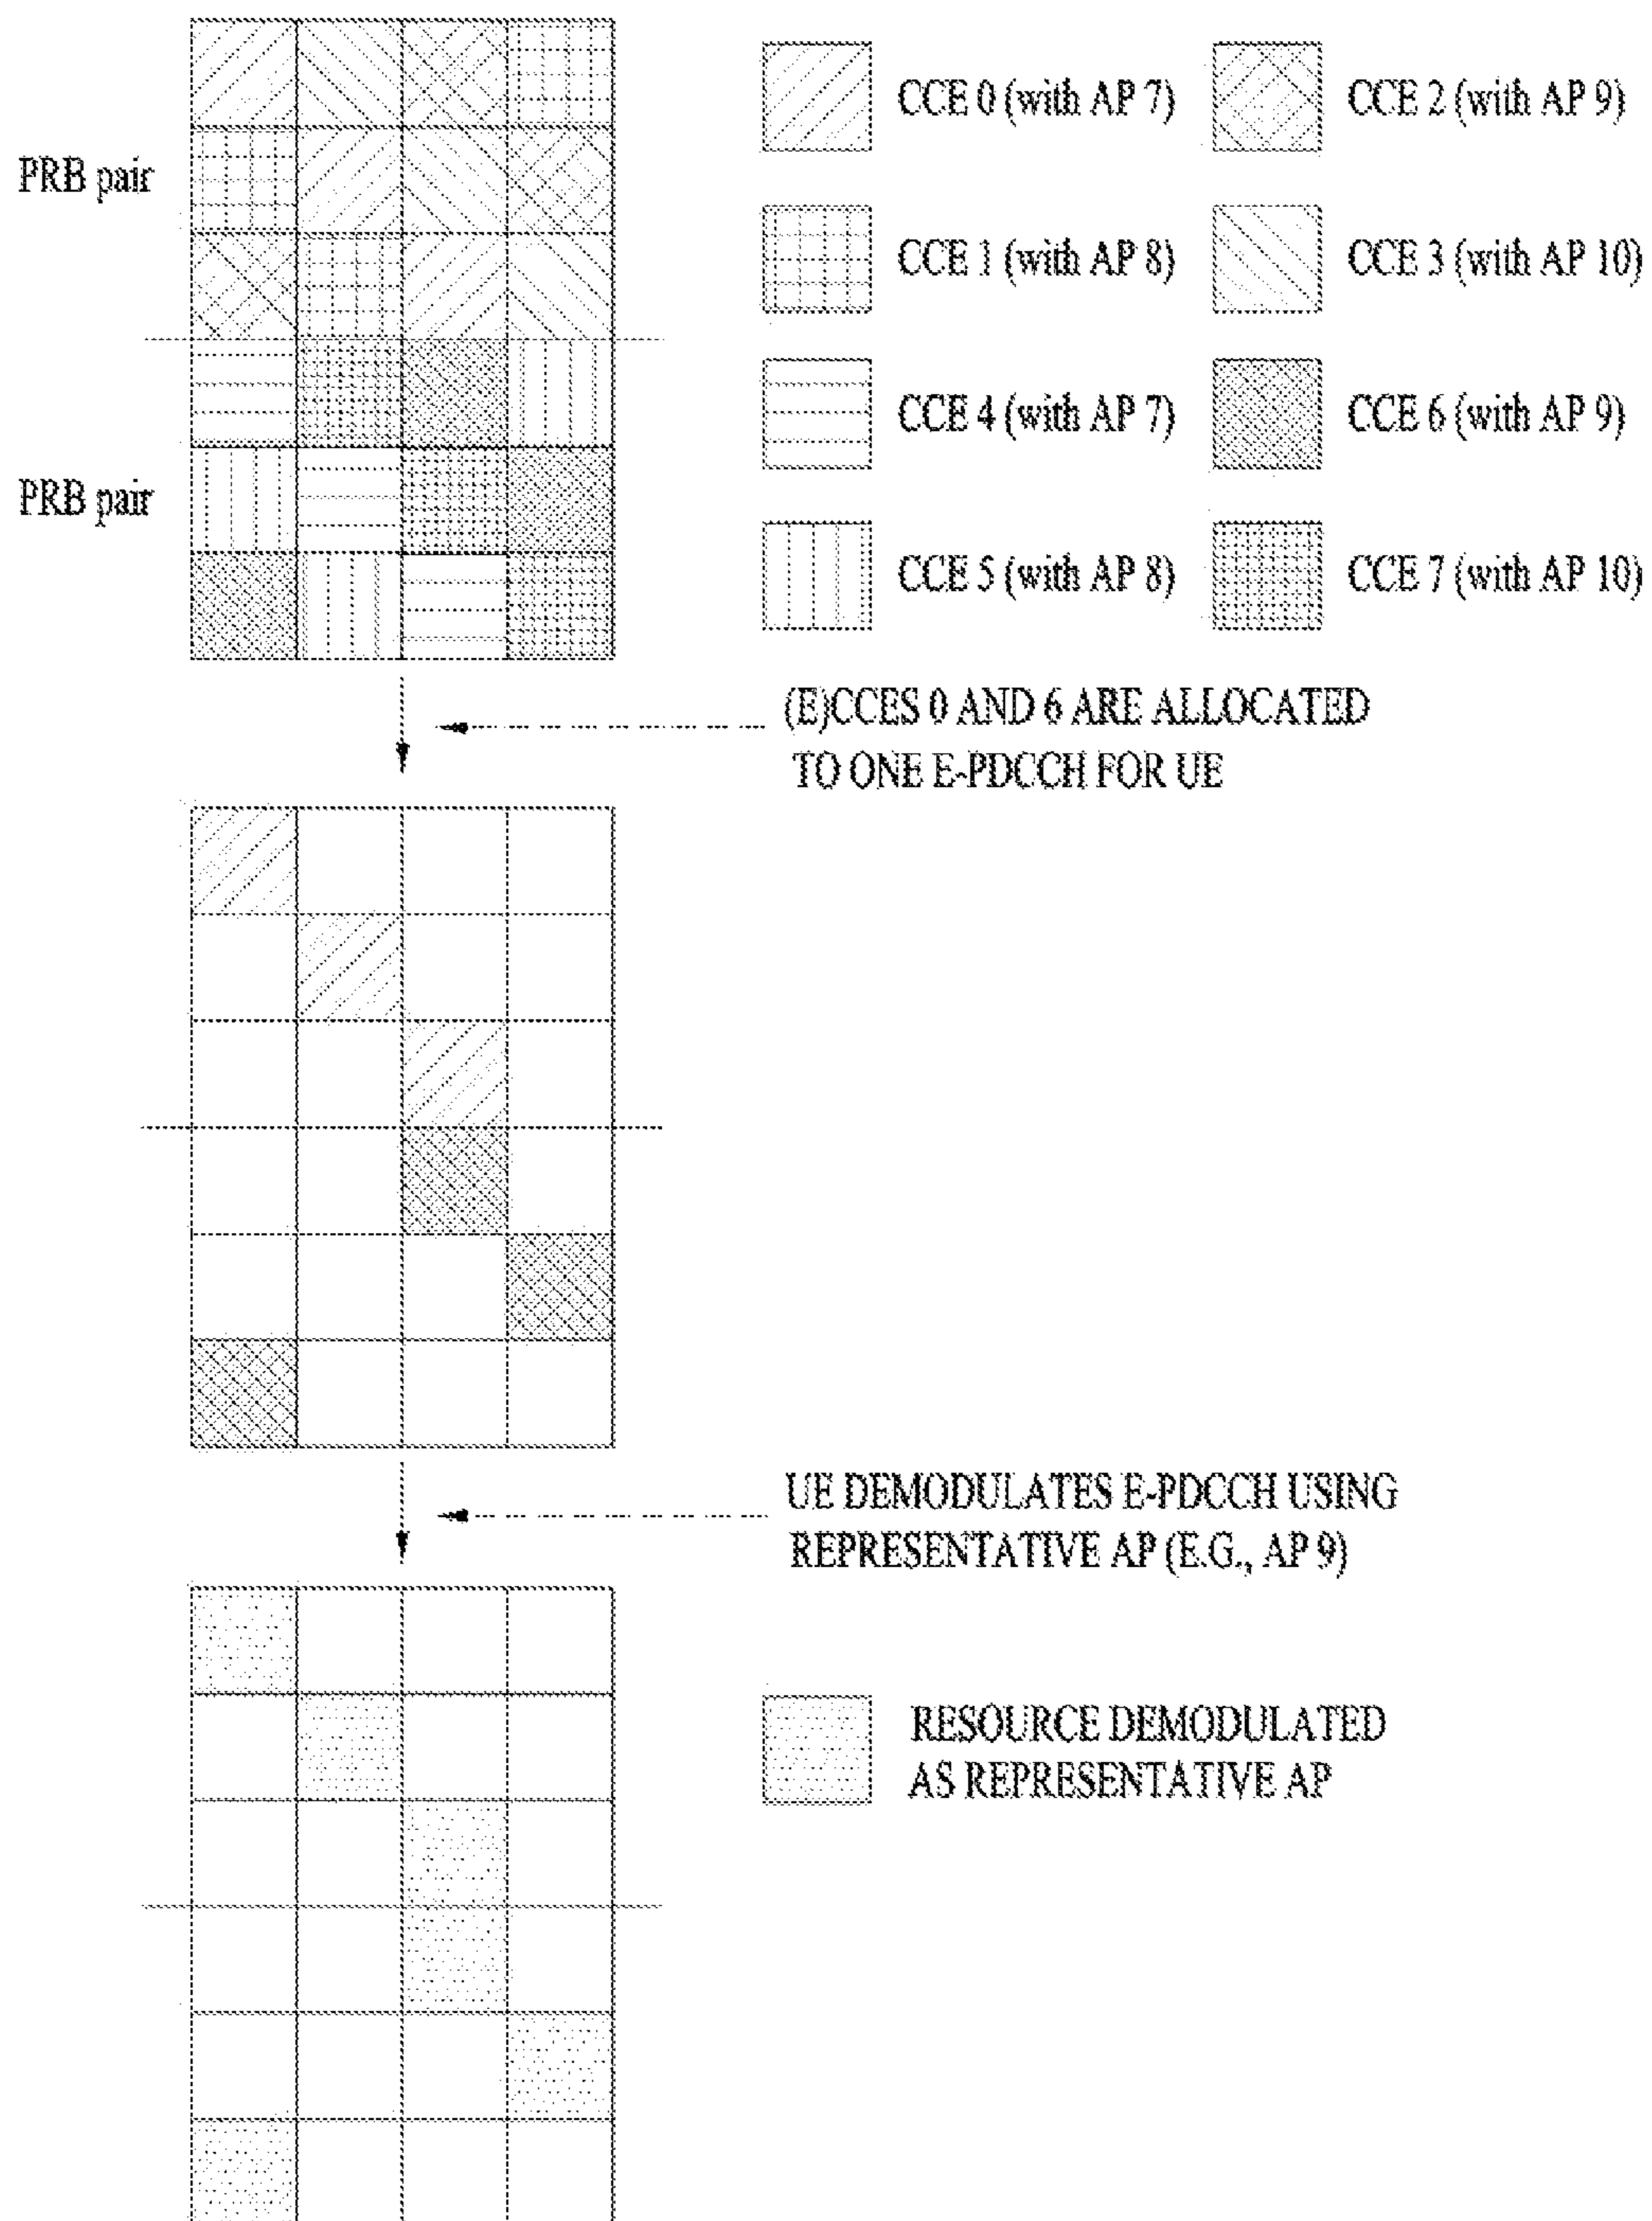 PRB pair
PRB pair
CCE 0 (with AP 7)
CCE 2 (with AP 9)
CCE 1 (with AP 8)
CCE 3 (with AP 10)
CCE 4 (with AP 7)
CCE 6 (with AP 9)
CCE 5 (with AP 8)
CCE 7 (with AP 10)
(E)CCES 0 AND 6 ARE ALLOCATED
TO ONE E-PDCCH FOR UE
UE DEMODULATES E-PDCCH USING
REPRESENTATIVE AP (E.G., AP 9)
RESOURCE DEMODULATED
AS REPRESENTATIVE AP